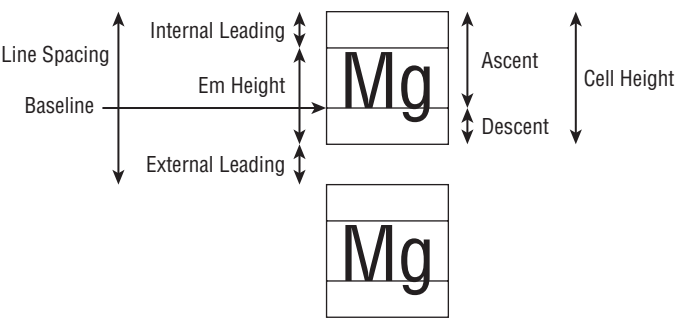 Internal Leading
Line Spacing
Em Height
Mg
Ascent
Cell Height
Baseline
Descent
External Leading
Mg